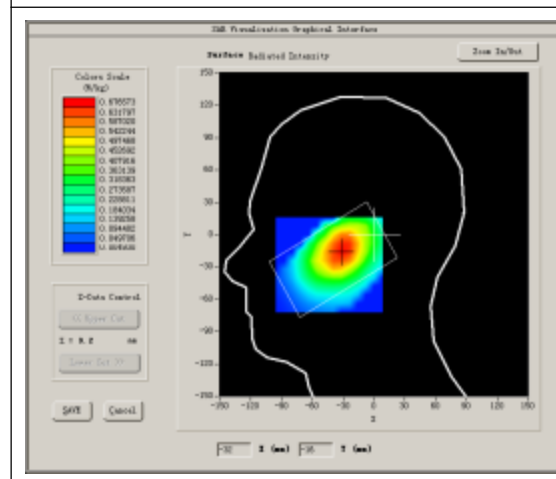 SAR Visualisation Graphical Interface
Surface Radiated Intensity
Zoom In/Out
Colors Scale
(W/kg)
0.676573
0.631797
0.587020
0.542244
0.497468
0.452692
0.407916
0.363139
0.318363
0.273587
0.228811
0.184034
0.139258
0.094482
0.049706
150
120
90
60
30
0
-30
-60
-90
-120
-150
Y
-150 -120 -90 -60 -30 0 30 60 90 120 150
X
Z-Cuts Control
<< Upper Cut
Lower Cut >>
SAVE
Cancel
-32 X (mm) -16 Y (mm)